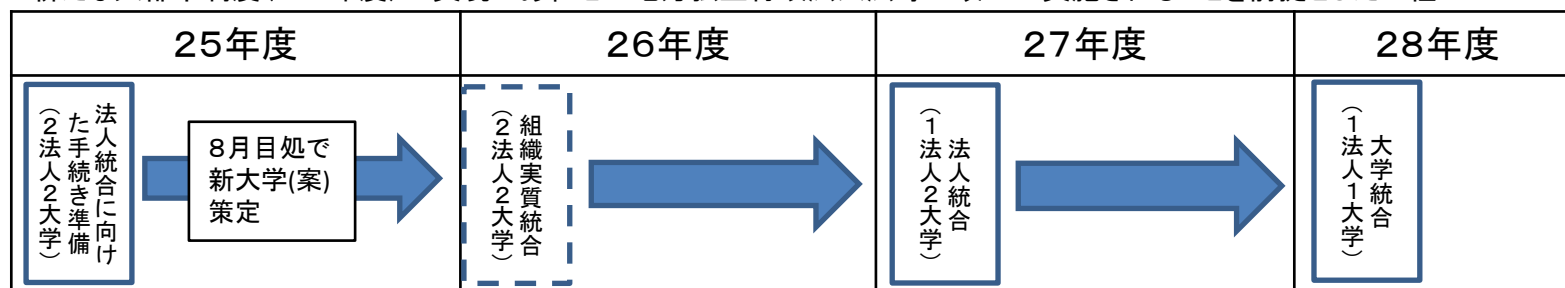 25年度
26年度
27年度
28年度
法人統合に向け
た手続き準備
(2法人2大学)
8月目処で
新大学(案)
策定
組織実質統合
(2法人2大学)
法人統合
(1法人2大学)
大学統合
(1法人1大学)